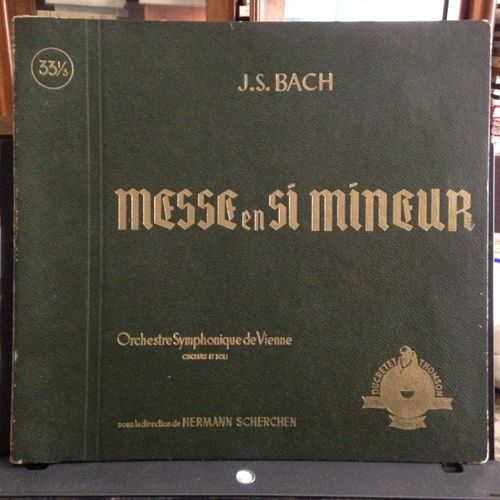 33⅓
J.S. BACH
MESSE en SI MINEUR
Orchestre Symphonique de Vienne
CHOEURS ET SOLI
sous la direction de HERMANN SCHERCHEN
DUCRETET THOMSON